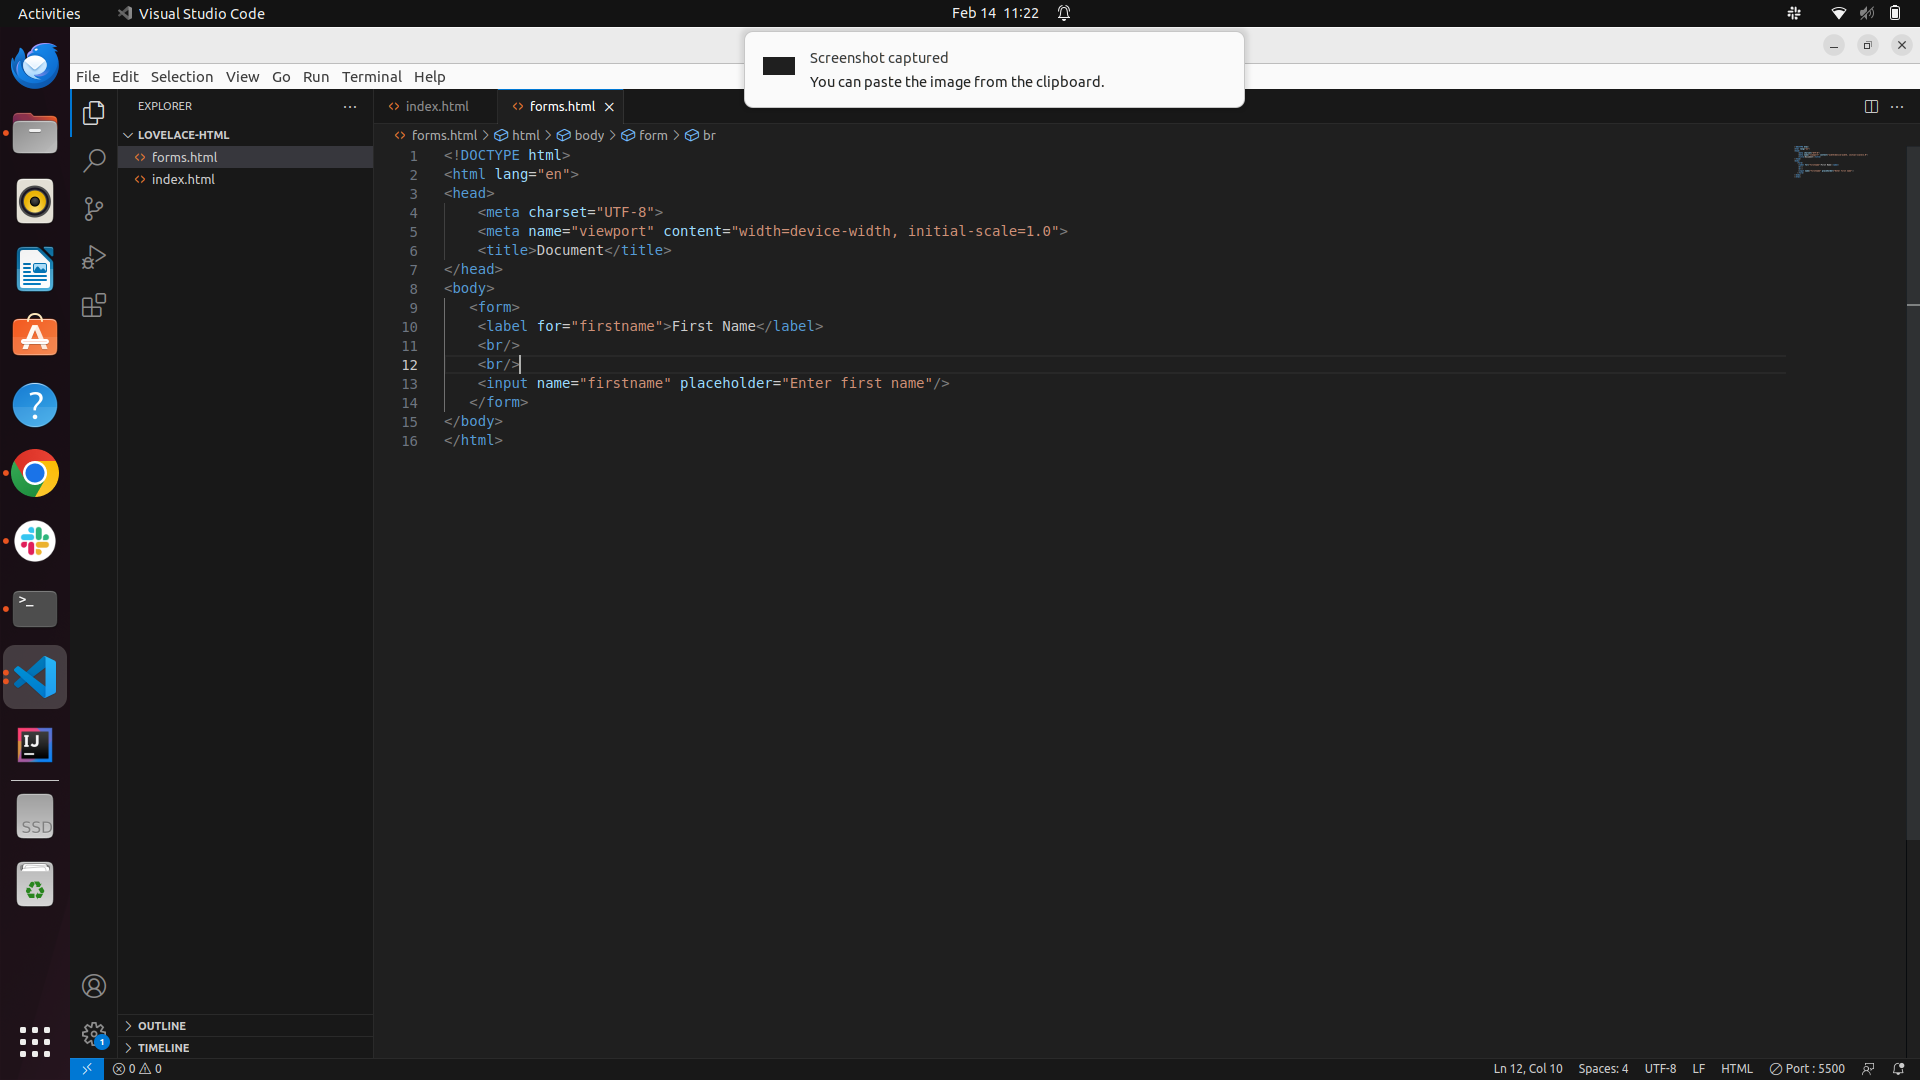 Activities
Visual Studio Code
Feb 14 11:22
Screenshot captured
You can paste the image from the clipboard.
File Edit Selection View Go Run Terminal Help
EXPLORER
index.html
forms.html
LOVELACE-HTML
forms.html
index.html
forms.html > html > body > form > br
1 <!DOCTYPE html>
2 <html lang="en">
3 <head>
4 <meta charset="UTF-8">
5 <meta name="viewport" content="width=device-width, initial-scale=1.0">
6 <title>Document</title>
7 </head>
8 <body>
9 <form>
10 <label for="firstname">First Name</label>
11 <br/>
12 <br/>
13 <input name="firstname" placeholder="Enter first name"/>
14 </form>
15 </body>
16 </html>
>_
IJ
SSD
OUTLINE
1
TIMELINE
0 0
Ln 12, Col 10 Spaces: 4 UTF-8 LF HTML Port : 5500